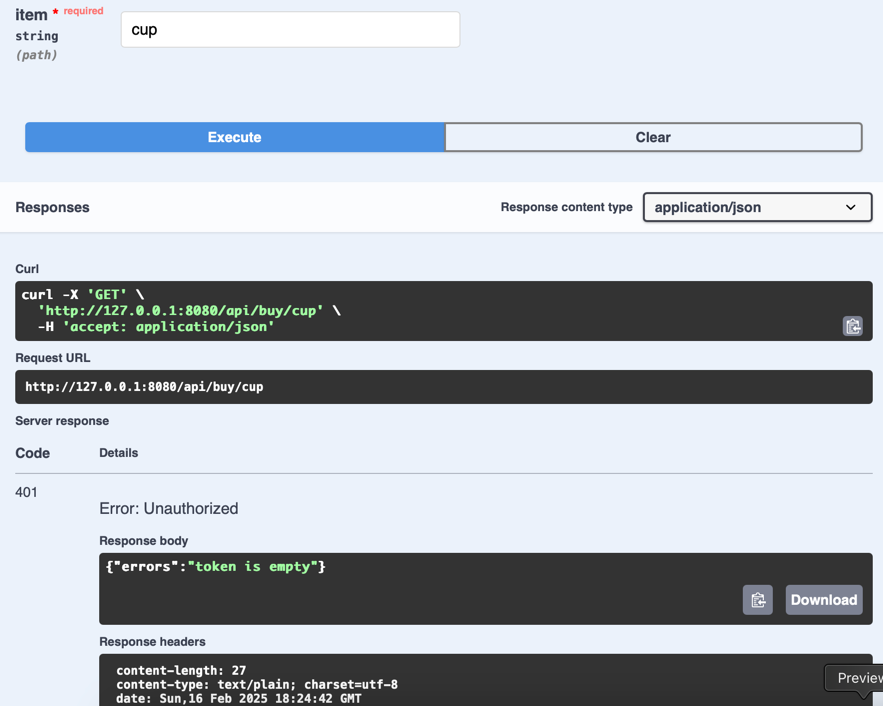 item * required
string
(path)
cup
Execute
Clear
Responses
Response content type
application/json
Curl
curl -X 'GET' \
'http://127.0.0.1:8080/api/buy/cup' \
-H 'accept: application/json'
Request URL
http://127.0.0.1:8080/api/buy/cup
Server response
Code
Details
401
Error: Unauthorized
Response body
{"errors":"token is empty"}
Download
Response headers
content-length: 27
content-type: text/plain; charset=utf-8
date: Sun,16 Feb 2025 18:24:42 GMT
Preview